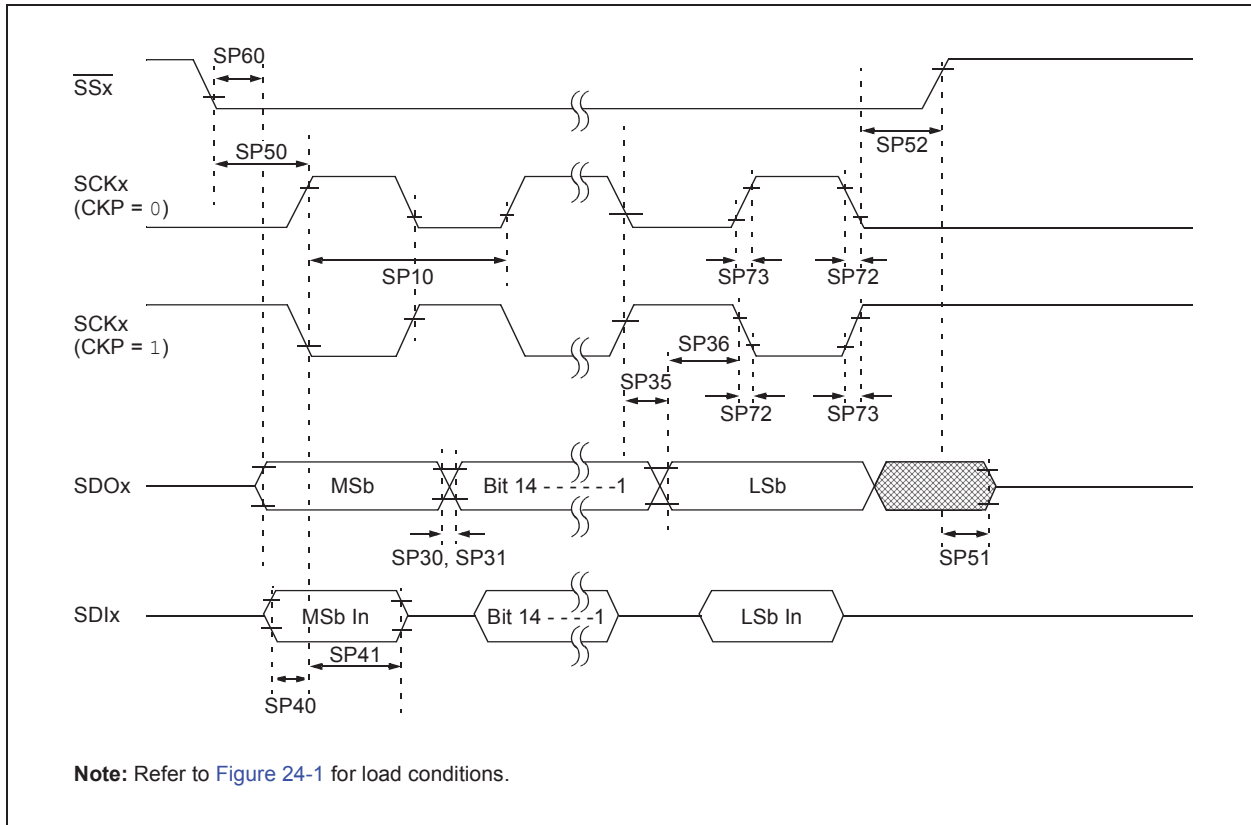 SP60
SSx
SP50
SP52
SCKx
(CKP = 0)
SP10
SP73
SP72
SCKx
(CKP = 1)
SP36
SP35
SP72
SP73
SDOx
MSb
Bit 14 - - - - - -1
LSb
SP30, SP31
SP51
SDIx
MSb In
Bit 14 - - - -1
LSb In
SP41
SP40
Note: Refer to Figure 24-1 for load conditions.